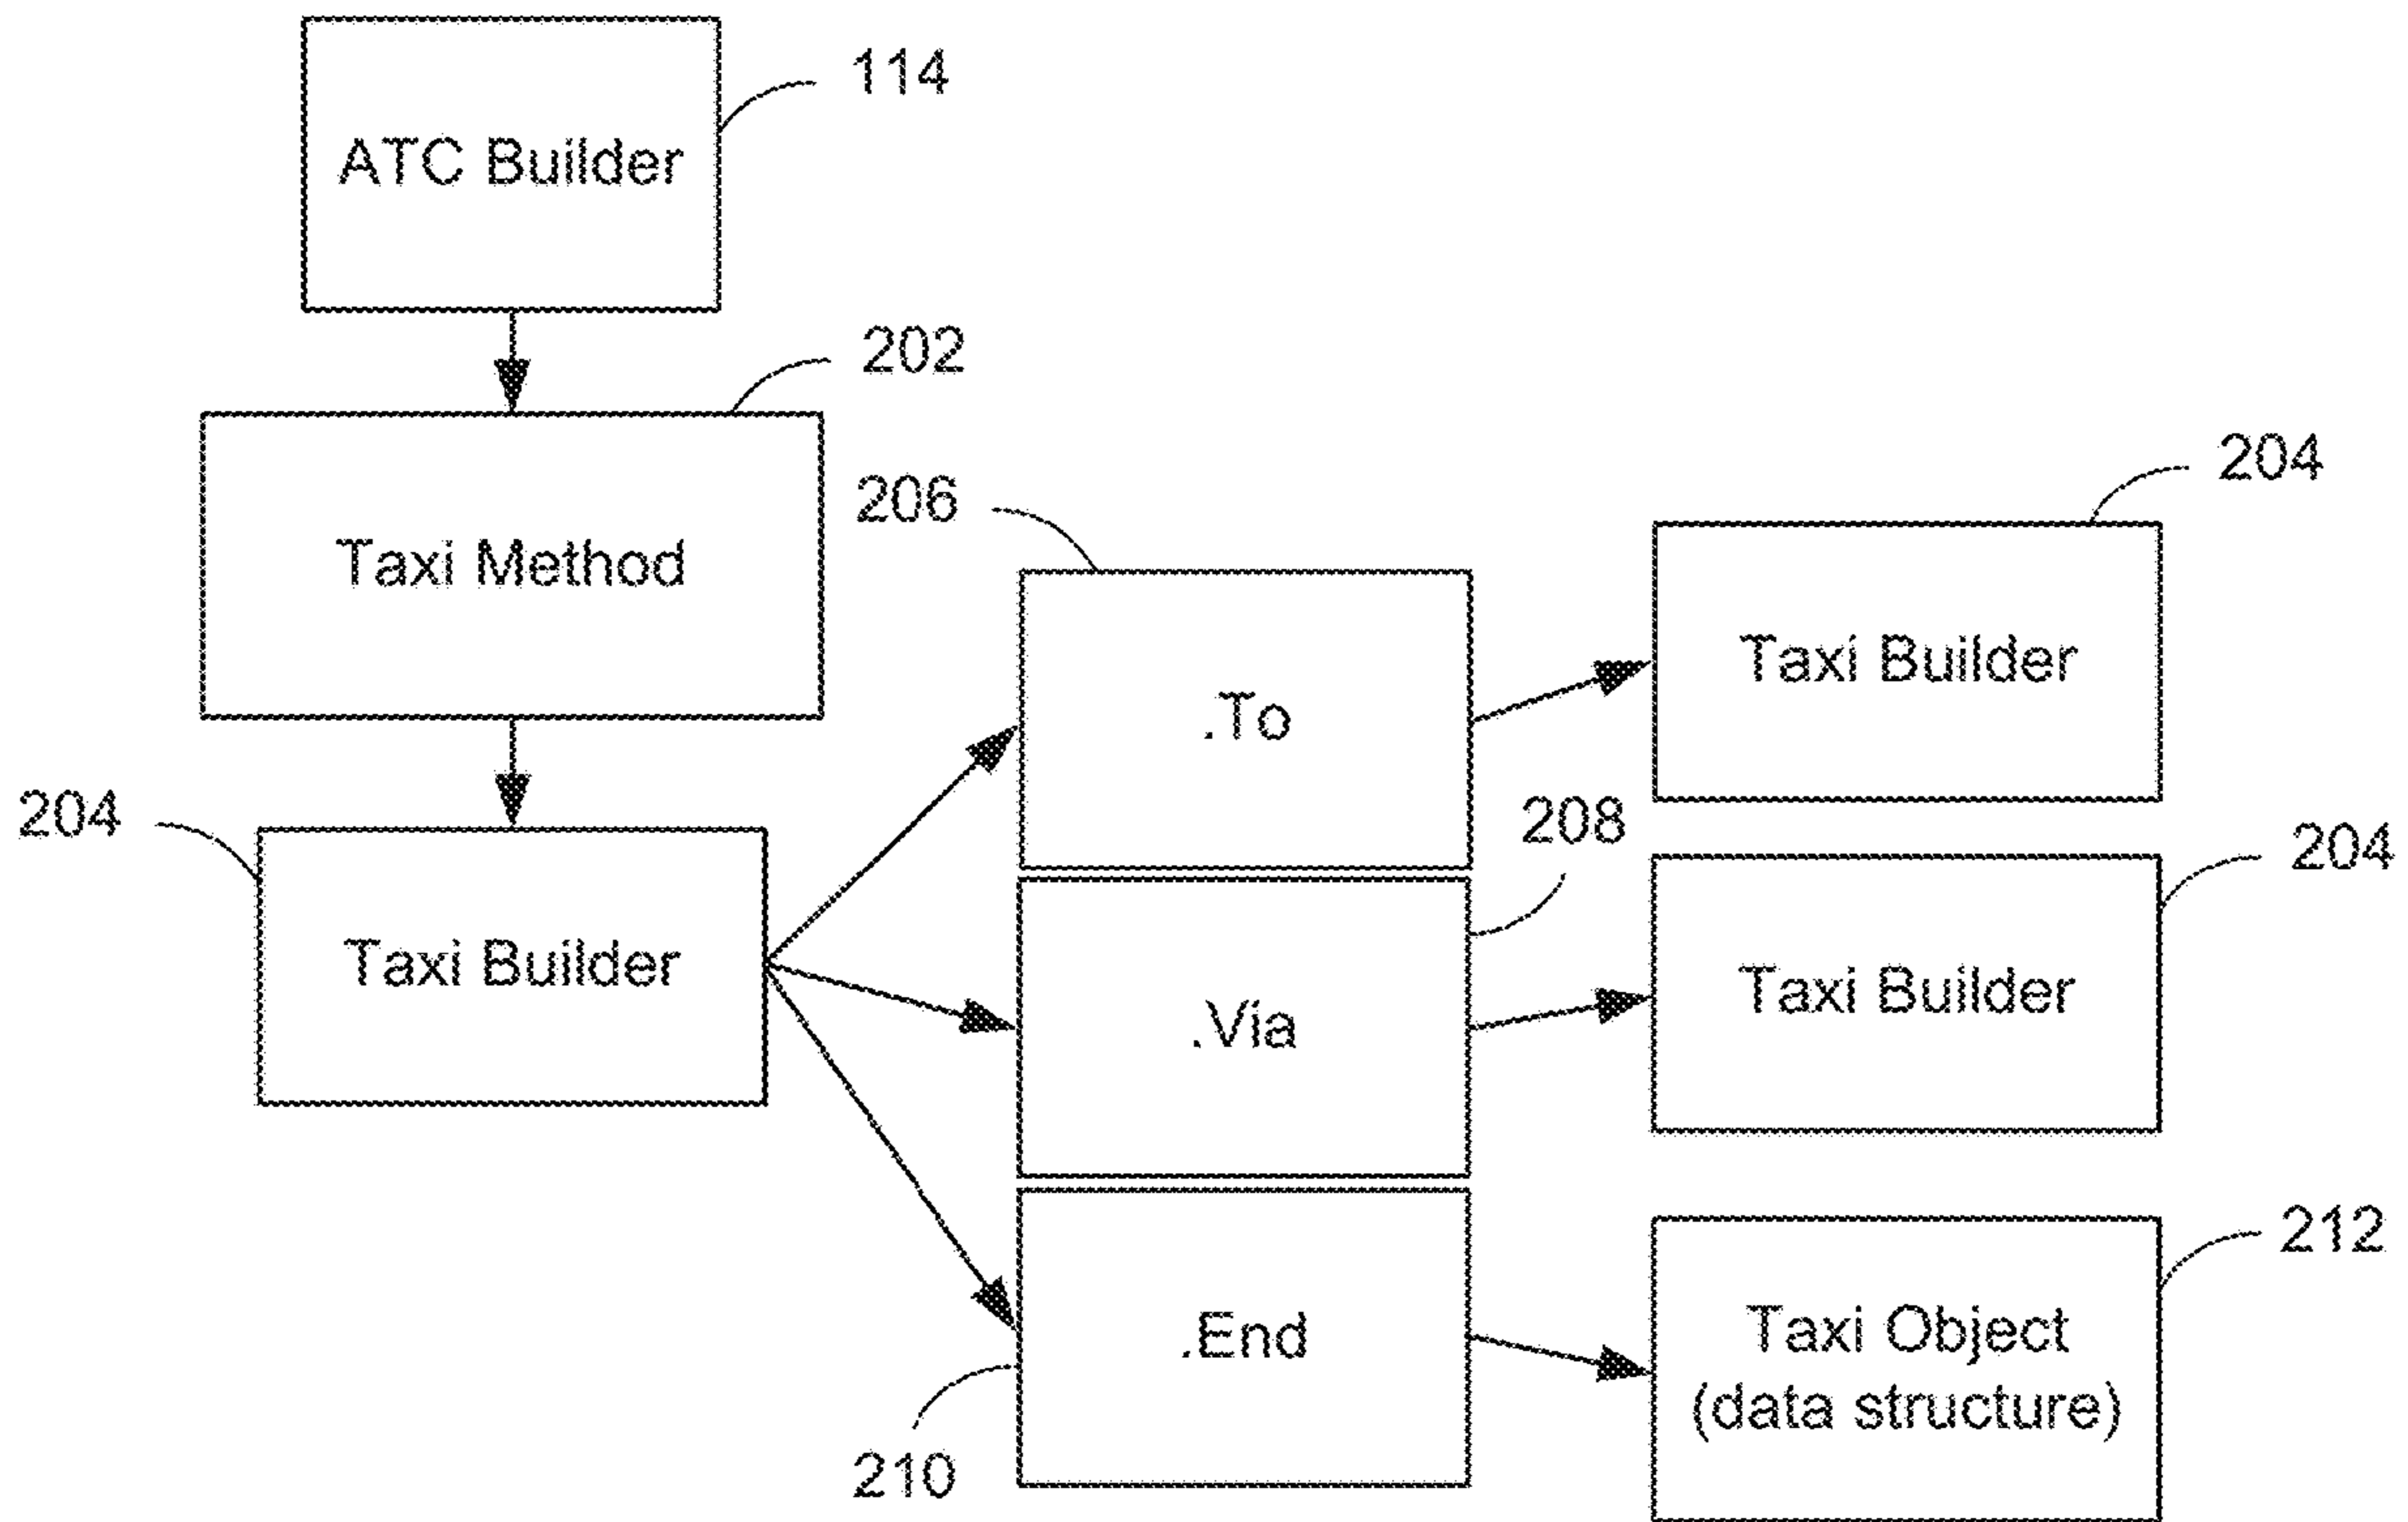 114
ATC Builder
202
Taxi Method
206
204
.To
Taxi Builder
204
208
204
Taxi Builder
.Via
Taxi Builder
212
.End
Taxi Object
(data structure)
210